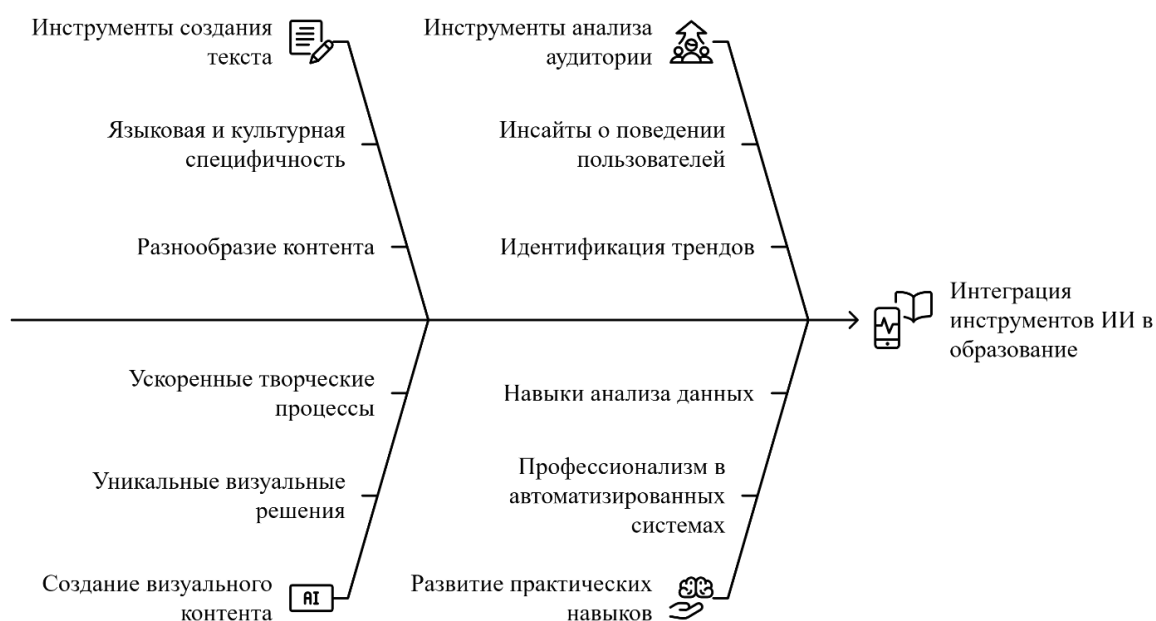 Инструменты создания
текста
Языковая и культурная
специфичность
Разнообразие контента
Инструменты анализа
аудитории
Инсайты о поведении
пользователей
Идентификация трендов
Интеграция
инструментов ИИ в
образование
Ускоренные творческие
процессы
Уникальные визуальные
решения
Создание визуального
контента
AI
Навыки анализа данных
Профессионализм в
автоматизированных
системах
Развитие практических
навыков